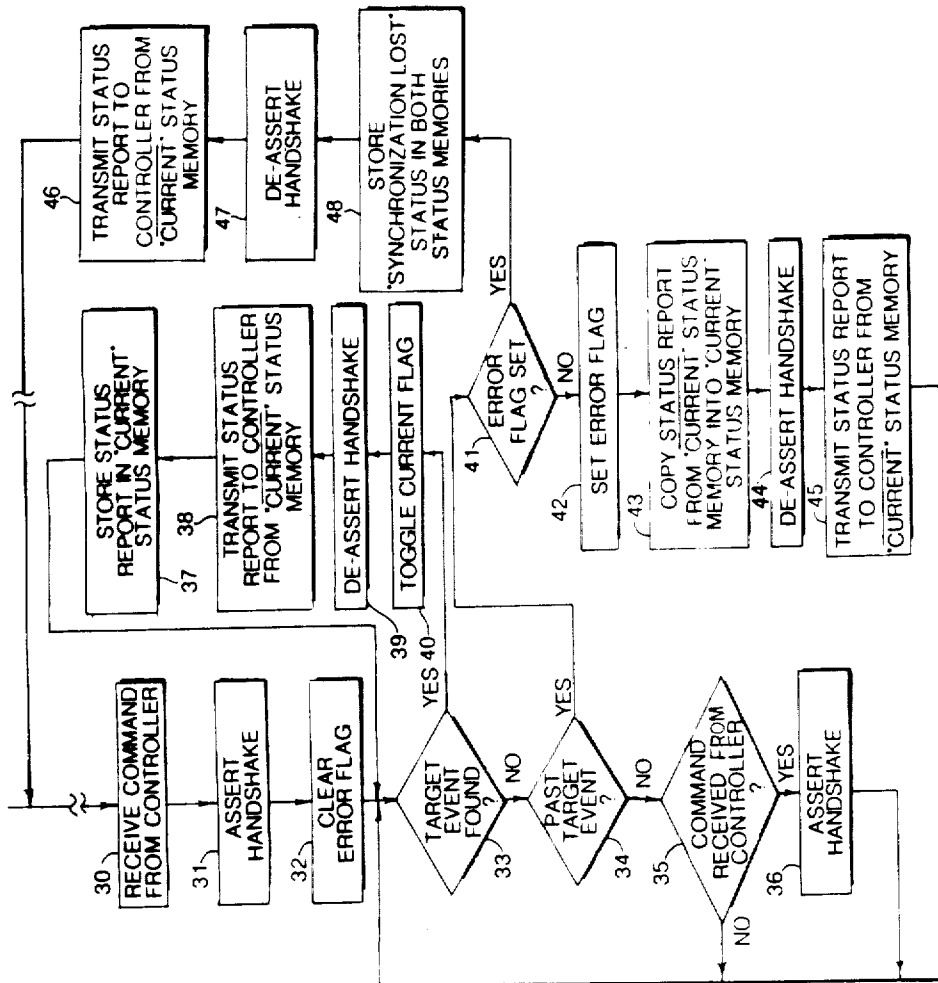 30
RECEIVE COMMAND
FROM CONTROLLER
31
ASSERT
HANDSHAKE
32
CLEAR
ERROR FLAG
TARGET
EVENT
FOUND
?
33
YES
NO
PAST
TARGET
EVENT
?
34
YES
NO
COMMAND
RECEIVED FROM
CONTROLLER
?
35
NO
YES
36
ASSERT
HANDSHAKE
STORE STATUS
REPORT IN "CURRENT"
STATUS MEMORY
37
TRANSMIT STATUS
REPORT TO CONTROLLER
FROM "CURRENT" STATUS
MEMORY
38
DE-ASSERT HANDSHAKE
39
TOGGLE CURRENT FLAG
40
ERROR
FLAG SET
?
41
YES
NO
42
SET ERROR FLAG
43
COPY STATUS REPORT
FROM "CURRENT" STATUS
MEMORY INTO "CURRENT"
STATUS MEMORY
44
DE-ASSERT HANDSHAKE
45
TRANSMIT STATUS REPORT
TO CONTROLLER FROM
"CURRENT" STATUS MEMORY
46
TRANSMIT STATUS
REPORT TO
CONTROLLER FROM
"CURRENT" STATUS
MEMORY
47
DE-ASSERT
HANDSHAKE
48
STORE
"SYNCHRONIZATION LOST"
STATUS IN BOTH
STATUS MEMORIES